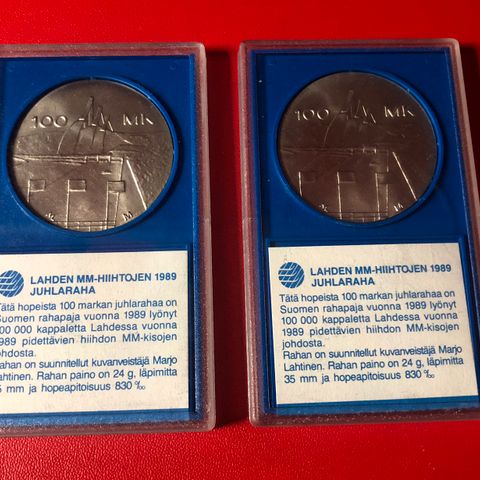 100 MK
K M
LAHDEN MM-HIIHTOJEN 1989
JUHLARAHA
Tätä hopeista 100 markan juhlarahaa on
Suomen rahapaja vuonna 1989 lyönyt
100 000 kappaletta Lahdessa vuonna
1989 pidettävien hiihdon MM-kisojen
johdosta.
Rahan on suunnitellut kuvanveistäjä Marjo
Lahtinen. Rahan paino on 24 g, läpimitta
5 mm ja hopeapitoisuus 830 ‰
100 MK
K M
LAHDEN MM-HIIHTOJEN 1989
JUHLARAHA
Tätä hopeista 100 markan juhlarahaa on
Suomen rahapaja vuonna 1989 lyönyt
100 000 kappaletta Lahdessa vuonna
1989 pidettävien hiihdon MM-kisojen
johdosta.
Rahan on suunnitellut kuvanveistäjä Marjo
Lahtinen. Rahan paino on 24 g, läpimitta
35 mm ja hopeapitoisuus 830 ‰